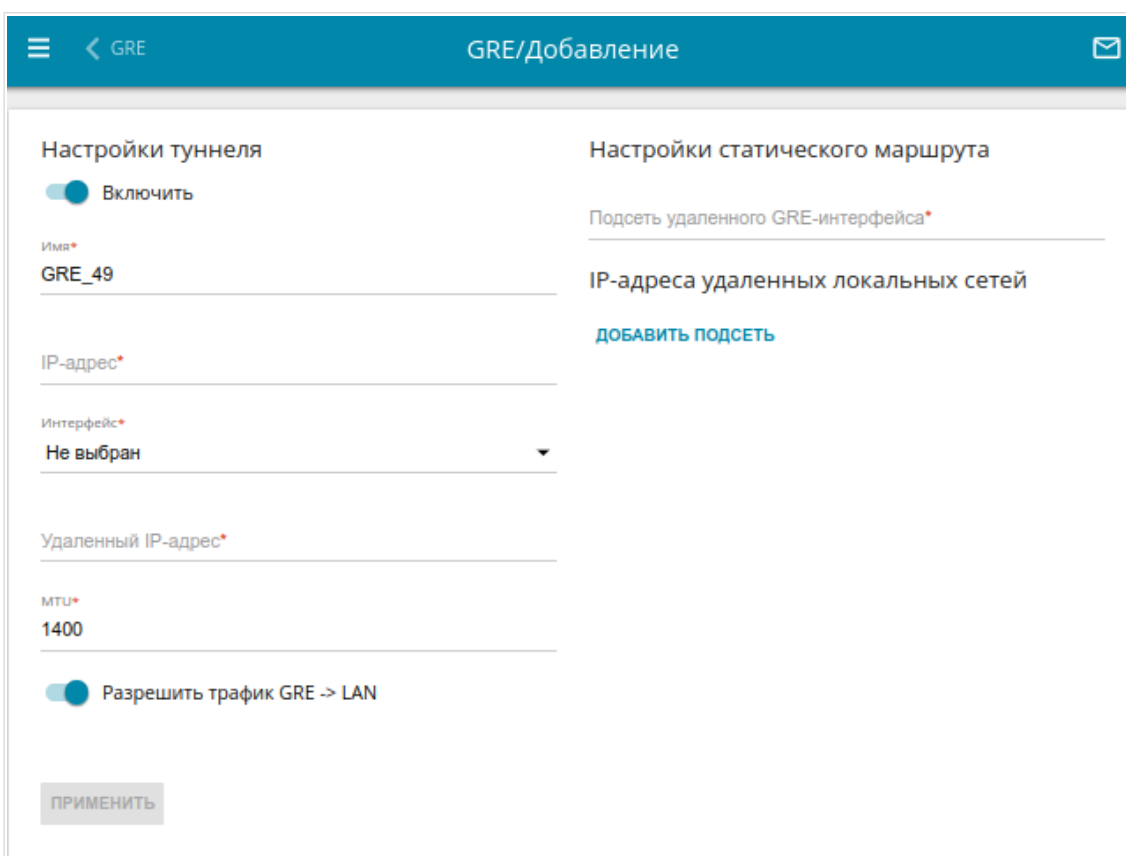 GRE
GRE/Добавление
Настройки туннеля
Включить
Имя*
GRE_49
IP-адрес*
Интерфейс*
Не выбран
Удаленный IP-адрес*
MTU*
1400
Разрешить трафик GRE -> LAN
ПРИМЕНИТЬ
Настройки статического маршрута
Подсеть удаленного GRE-интерфейса*
IP-адреса удаленных локальных сетей
ДОБАВИТЬ ПОДСЕТЬ